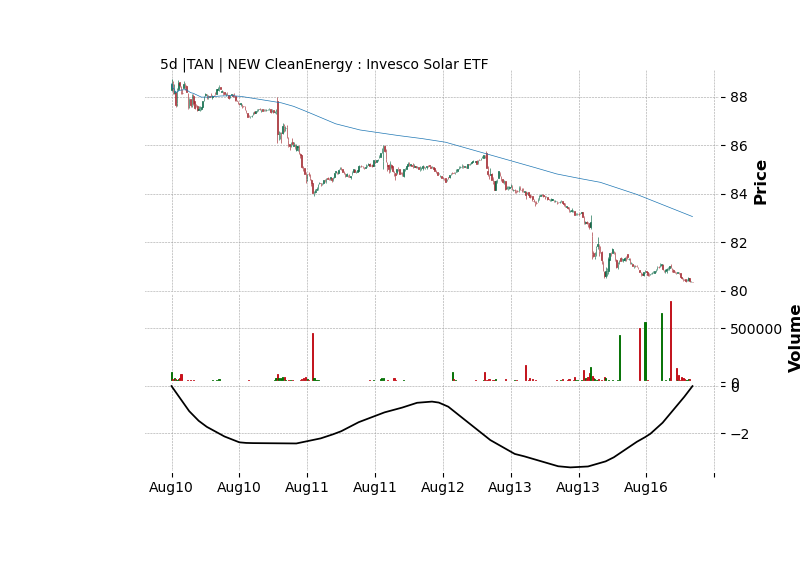 5d |TAN | NEW CleanEnergy : Invesco Solar ETF
88
86
84
82
80
Price
500000
0
Volume
0
−2
Aug10 Aug10 Aug11 Aug11 Aug12 Aug13 Aug13 Aug16